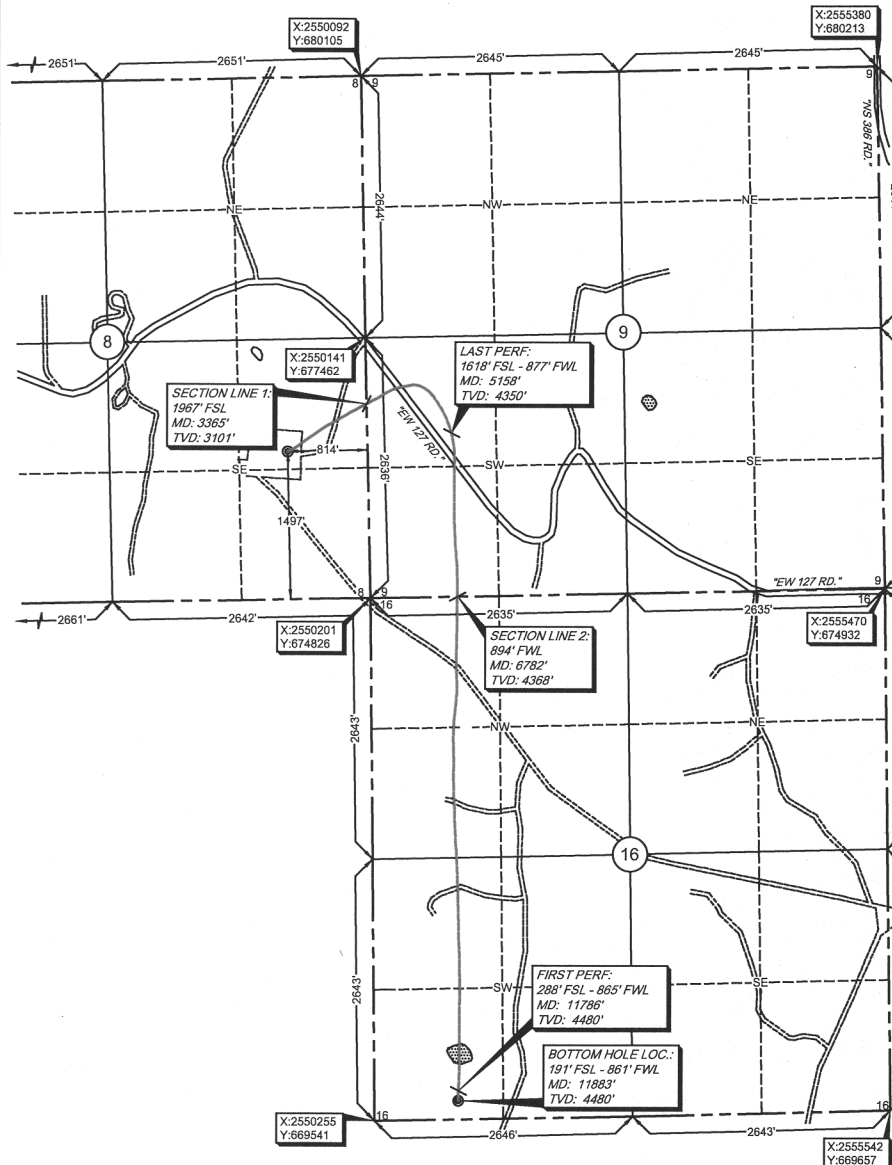 X:2550092
Y:680105
X:2555380
Y:680213
2651'
2651'
2645'
2645'
8
9
9
"NS 386 RD."
NE
2644'
NW
NE
8
9
X:2550141
Y:677462
LAST PERF:
1618' FSL - 877' FWL
MD: 5158'
TVD: 4350'
SECTION LINE 1:
1967' FSL
MD: 3365'
TVD: 3101'
"EW 127 RD."
814'
SE
2636'
SW
SE
1497'
"EW 127 RD."
8
9
9
16
16
2661'
2642'
2635'
2635'
X:2550201
Y:674826
X:2555470
Y:674932
SECTION LINE 2:
894' FWL
MD: 6782'
TVD: 4368'
2643'
NW
NE
16
FIRST PERF:
288' FSL - 865' FWL
MD: 11786'
TVD: 4480'
2643'
SW
SE
BOTTOM HOLE LOC.:
191' FSL - 861' FWL
MD: 11883'
TVD: 4480'
16
16
X:2550255
Y:669541
2646'
2643'
X:2555542
Y:669657